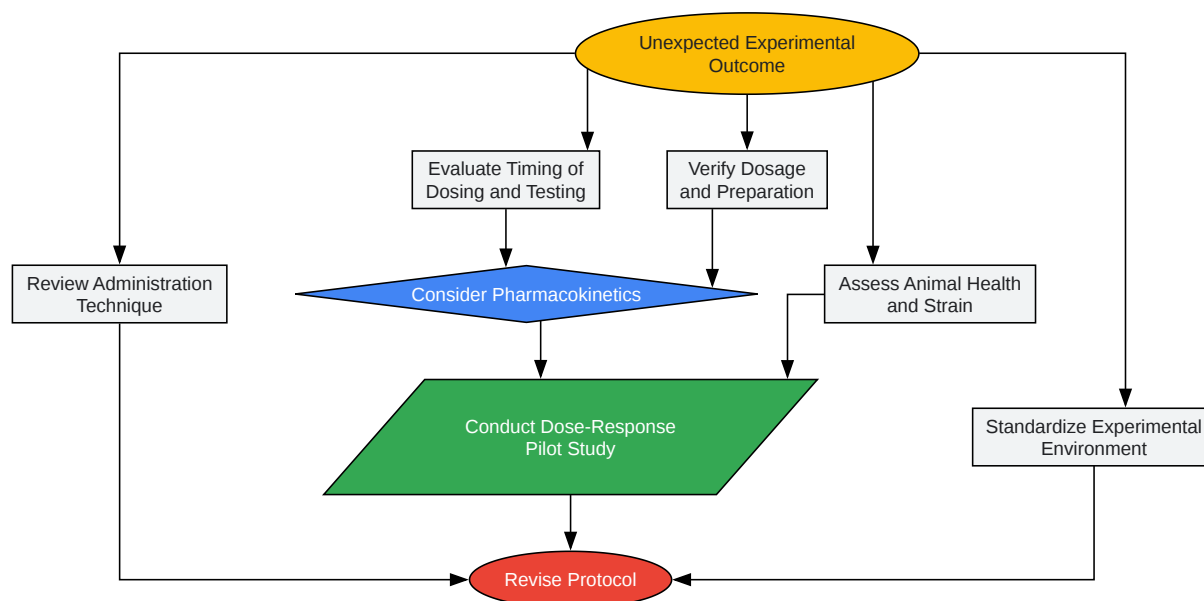 Unexpected Experimental
Outcome
Evaluate Timing of
Dosing and Testing
Verify Dosage
and Preparation
Review Administration
Technique
Consider Pharmacokinetics
Assess Animal Health
and Strain
Conduct Dose-Response
Pilot Study
Standardize Experimental
Environment
Revise Protocol